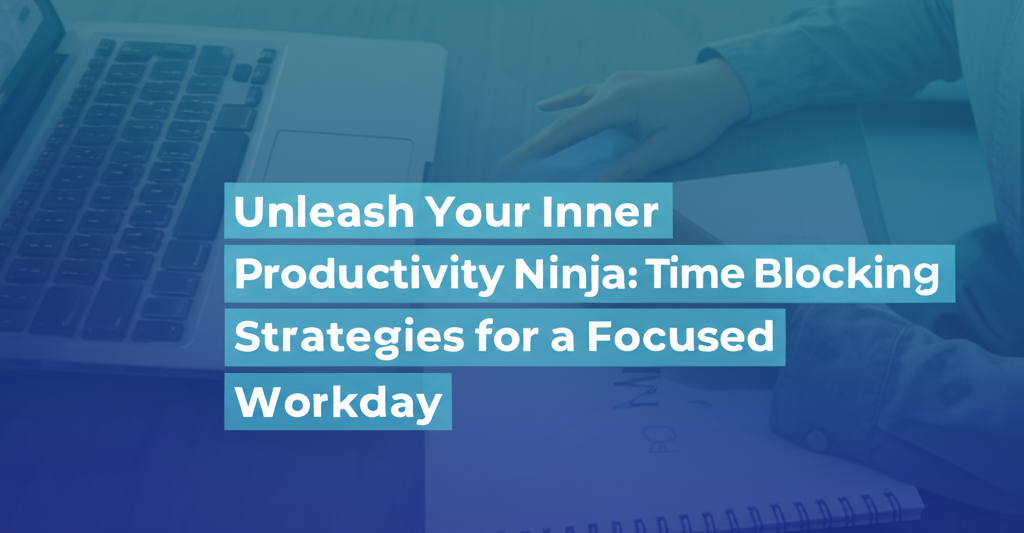 Unleash Your Inner
Productivity Ninja: Time Blocking
Strategies for a Focused
Workday